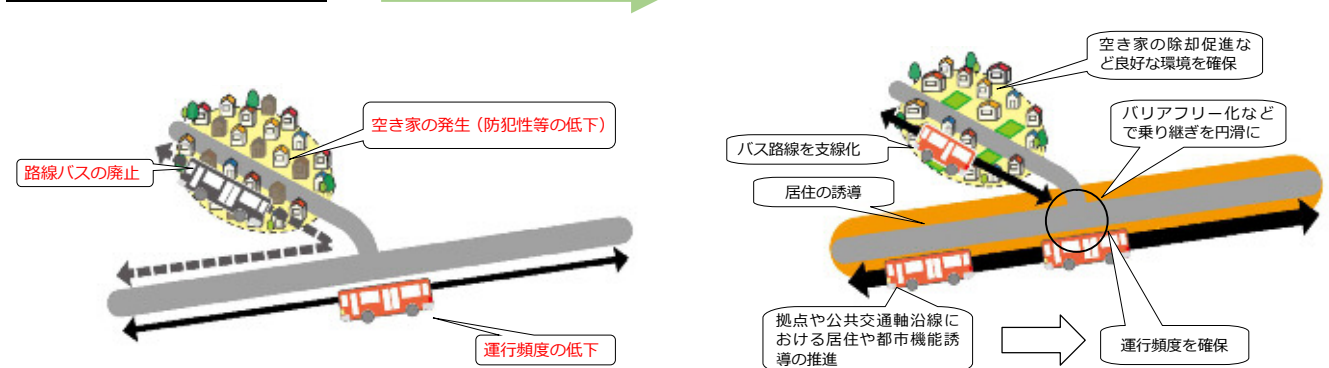 空き家の発生（防犯性等の低下）
路線バスの廃止
運行頻度の低下
空き家の除却促進な
ど良好な環境を確保
バリアフリー化など
で乗り継ぎを円滑に
バス路線を支線化
居住の誘導
拠点や公共交通軸沿線に
おける居住や都市機能誘
導の推進
運行頻度を確保